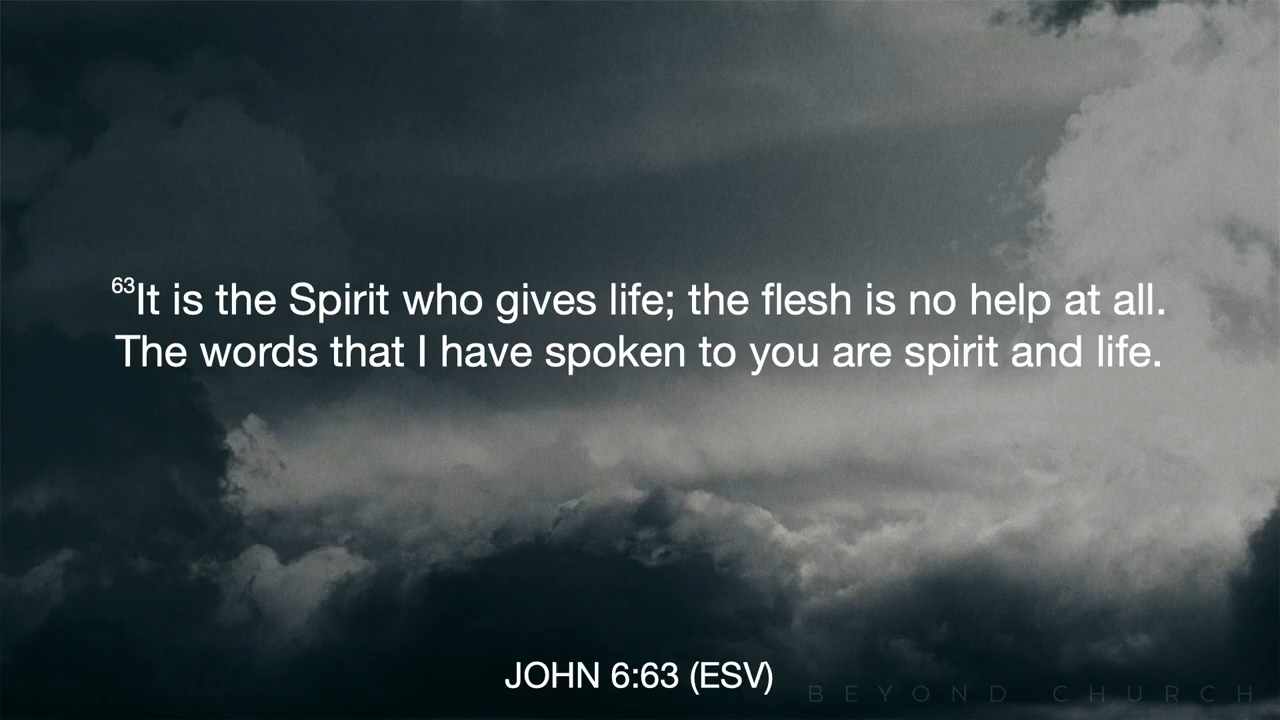 ⁶³It is the Spirit who gives life; the flesh is no help at all.
The words that I have spoken to you are spirit and life.
JOHN 6:63 (ESV)
BEYOND CHURCH